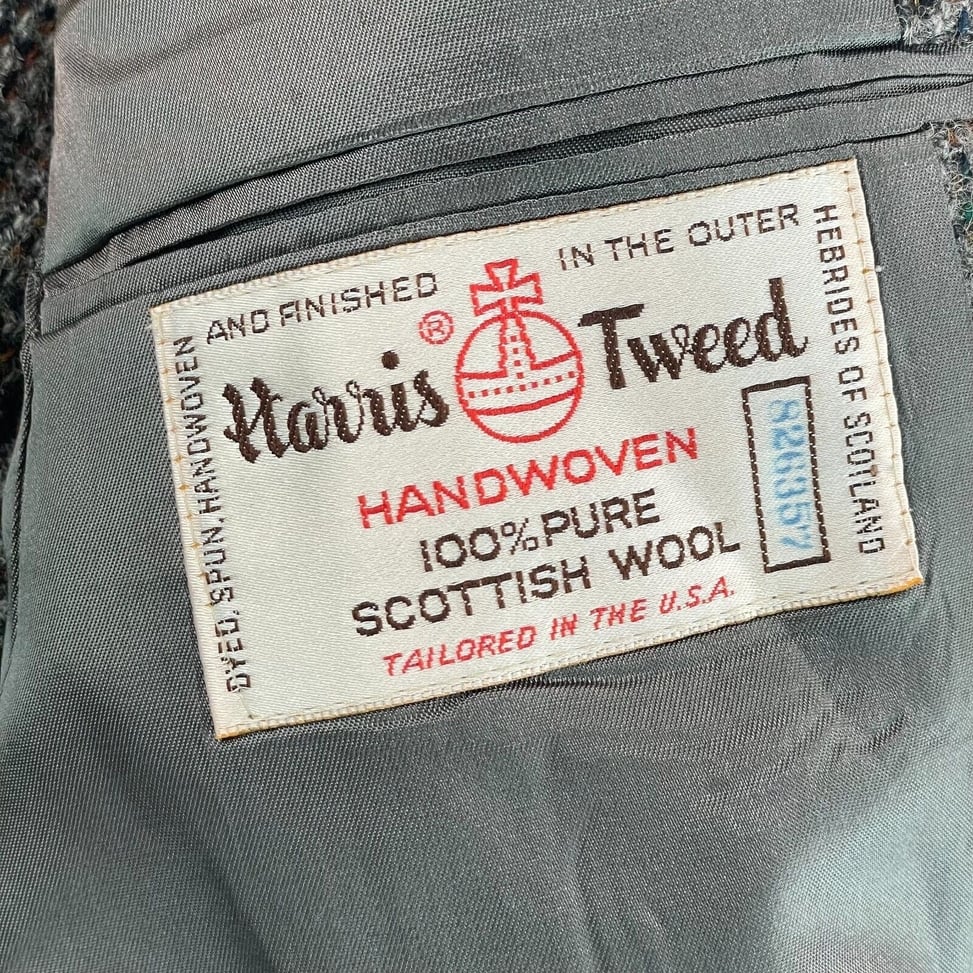 DYED, SPUN, HANDWOVEN
AND FINISHED
IN THE OUTER
HEBRIDES OF SCOTLAND
Harris ® Tweed
HANDWOVEN
100% PURE
SCOTTISH WOOL
TAILORED IN THE U.S.A.
826357